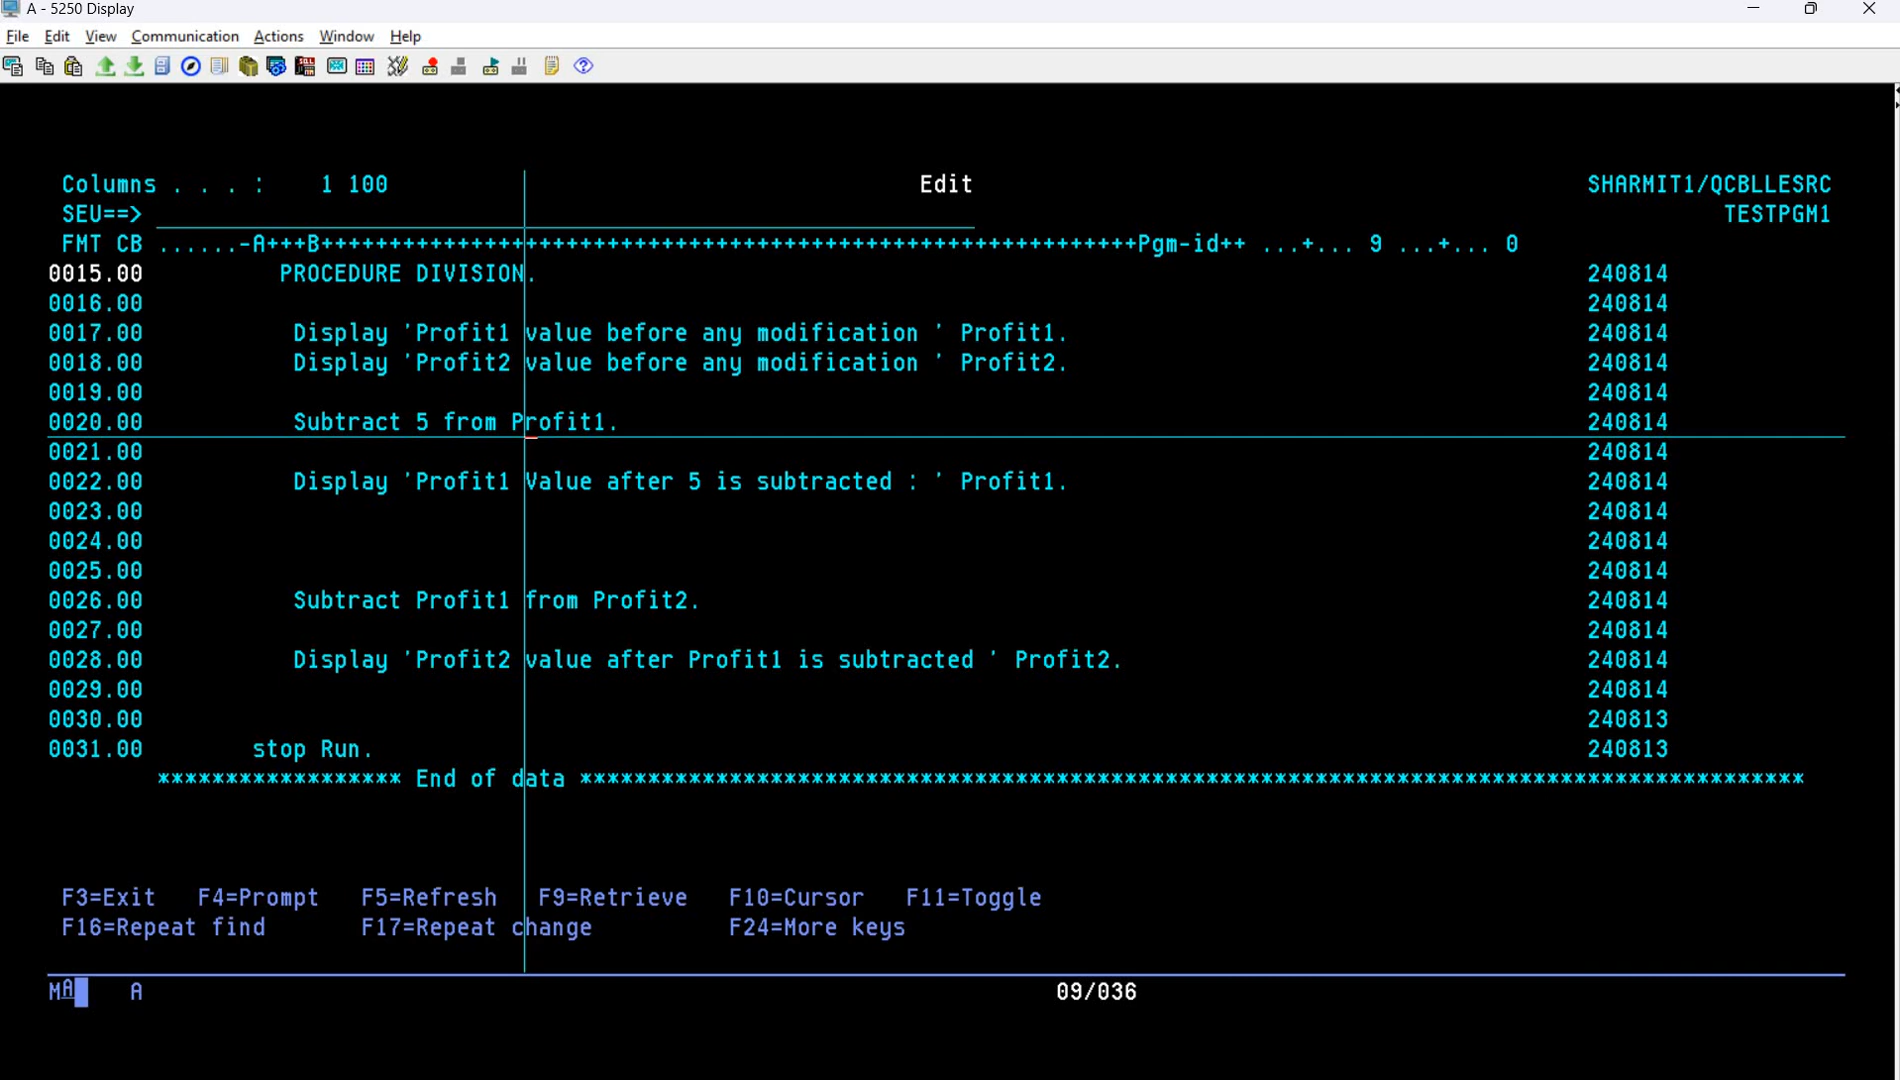 A - 5250 Display
File Edit View Communication Actions Window Help
Columns . . . :    1 100                                       Edit                                              SHARMIT1/QCBLLESRC
SEU==>                                                                                                                     TESTPGM1
FMT CB ......-A+++B++++++++++++++++++++++++++++++++++++++++++++++++++++++++++++Pgm-id++ ...+... 9 ...+... 0
0015.00          PROCEDURE DIVISION.                                                                             240814
0016.00                                                                                                          240814
0017.00           Display 'Profit1 value before any modification ' Profit1.                                      240814
0018.00           Display 'Profit2 value before any modification ' Profit2.                                      240814
0019.00                                                                                                          240814
0020.00           Subtract 5 from Profit1.                                                                       240814
0021.00                                                                                                          240814
0022.00           Display 'Profit1 Value after 5 is subtracted : ' Profit1.                                      240814
0023.00                                                                                                          240814
0024.00                                                                                                          240814
0025.00                                                                                                          240814
0026.00           Subtract Profit1 from Profit2.                                                                 240814
0027.00                                                                                                          240814
0028.00           Display 'Profit2 value after Profit1 is subtracted ' Profit2.                                  240814
0029.00                                                                                                          240814
0030.00                                                                                                          240813
0031.00        stop Run.                                                                                         240813
****************** End of data ******************************************************************************************
F3=Exit   F4=Prompt   F5=Refresh   F9=Retrieve   F10=Cursor   F11=Toggle
F16=Repeat find       F17=Repeat change          F24=More keys
MA   A                                                                     09/036